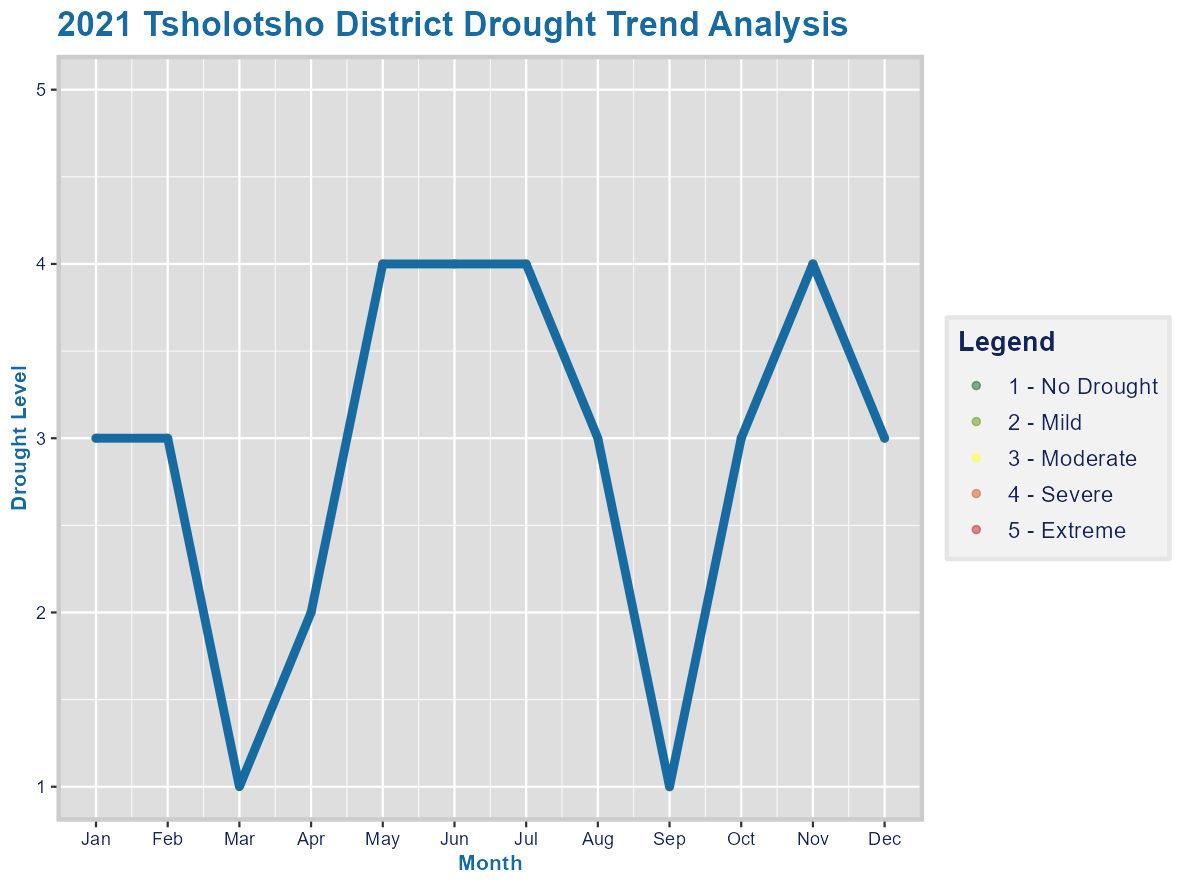 2021 Tsholotsho District Drought Trend Analysis
5
4
3
2
1
Drought Level
Jan Feb Mar Apr May Jun Jul Aug Sep Oct Nov Dec
Month
Legend
1 - No Drought
2 - Mild
3 - Moderate
4 - Severe
5 - Extreme